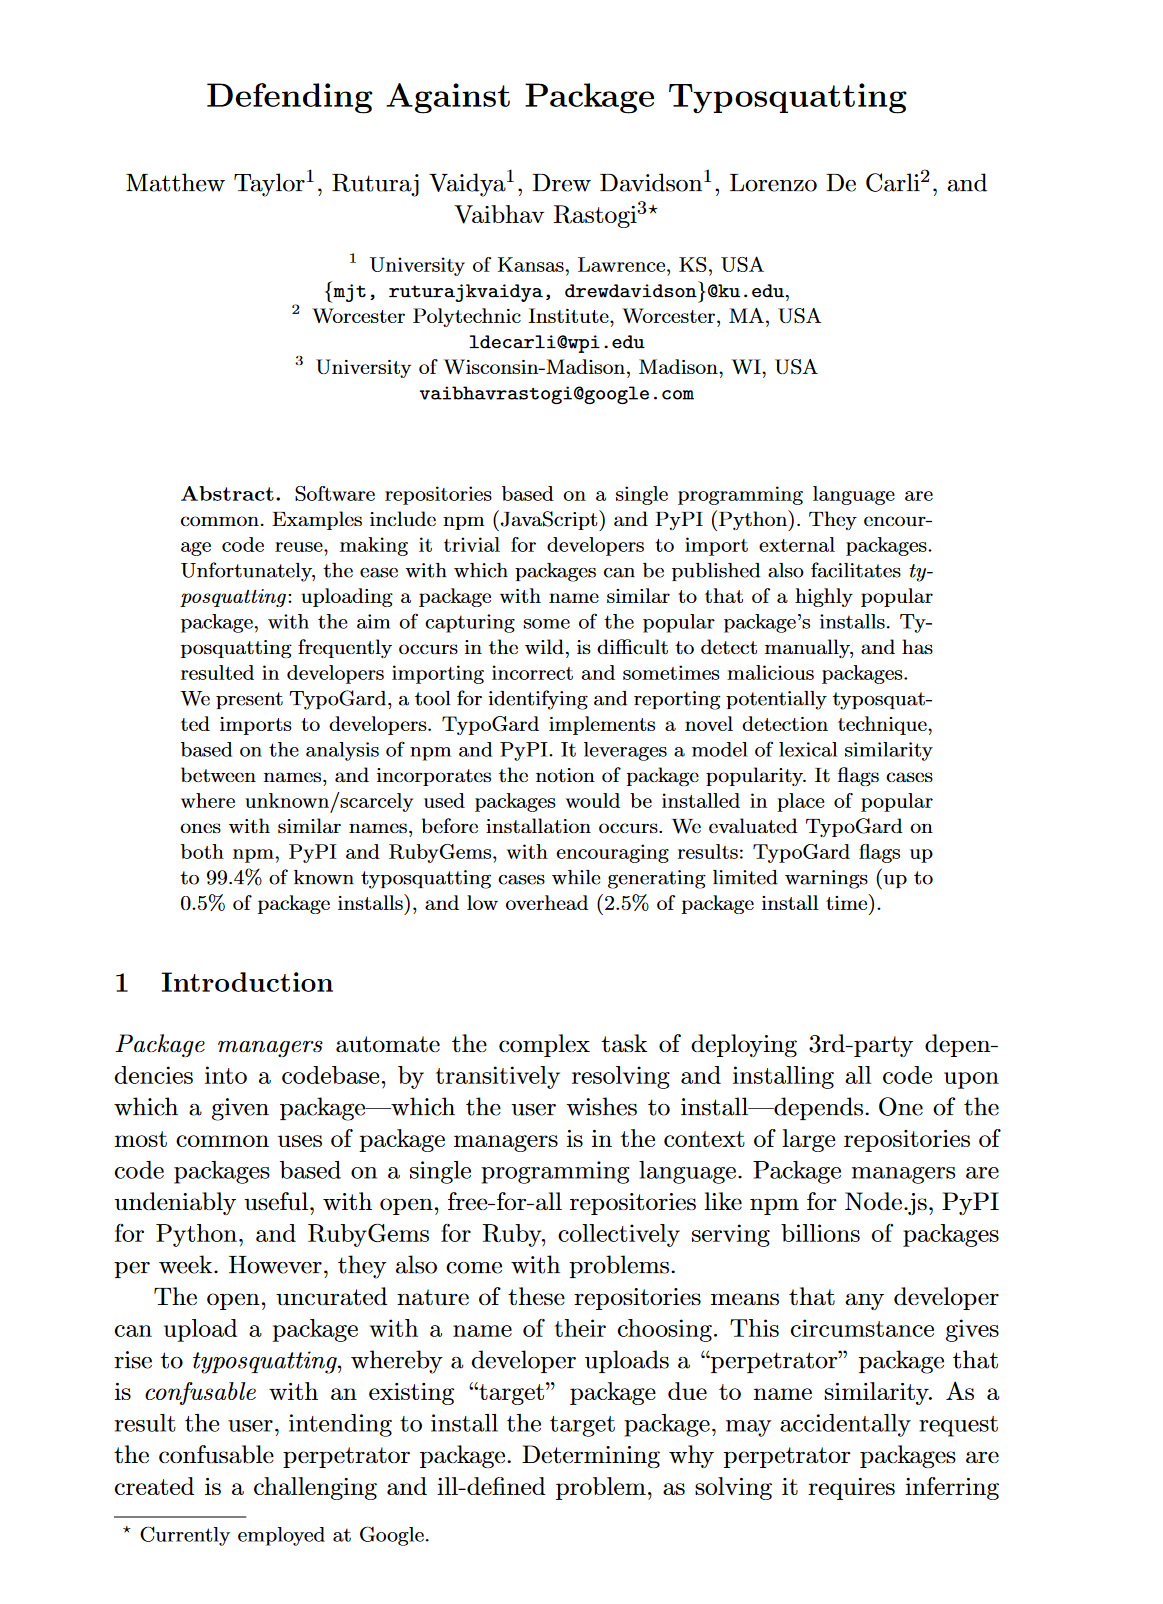 Defending Against Package Typosquatting
Matthew Taylor¹, Ruturaj Vaidya¹, Drew Davidson¹, Lorenzo De Carli², and
Vaibhav Rastogi³⋆
¹ University of Kansas, Lawrence, KS, USA
{mjt, ruturajkvaidya, drewdavidson}@ku.edu,
² Worcester Polytechnic Institute, Worcester, MA, USA
ldecarli@wpi.edu
³ University of Wisconsin-Madison, Madison, WI, USA
vaibhavrastogi@google.com
Abstract. Software repositories based on a single programming language are
common. Examples include npm (JavaScript) and PyPI (Python). They encour-
age code reuse, making it trivial for developers to import external packages.
Unfortunately, the ease with which packages can be published also facilitates ty-
posquatting: uploading a package with name similar to that of a highly popular
package, with the aim of capturing some of the popular package's installs. Ty-
posquatting frequently occurs in the wild, is difficult to detect manually, and has
resulted in developers importing incorrect and sometimes malicious packages.
We present TypoGard, a tool for identifying and reporting potentially typosquat-
ted imports to developers. TypoGard implements a novel detection technique,
based on the analysis of npm and PyPI. It leverages a model of lexical similarity
between names, and incorporates the notion of package popularity. It flags cases
where unknown/scarcely used packages would be installed in place of popular
ones with similar names, before installation occurs. We evaluated TypoGard on
both npm, PyPI and RubyGems, with encouraging results: TypoGard flags up
to 99.4% of known typosquatting cases while generating limited warnings (up to
0.5% of package installs), and low overhead (2.5% of package install time).
1 Introduction
Package managers automate the complex task of deploying 3rd-party depen-
dencies into a codebase, by transitively resolving and installing all code upon
which a given package—which the user wishes to install—depends. One of the
most common uses of package managers is in the context of large repositories of
code packages based on a single programming language. Package managers are
undeniably useful, with open, free-for-all repositories like npm for Node.js, PyPI
for Python, and RubyGems for Ruby, collectively serving billions of packages
per week. However, they also come with problems.
The open, uncurated nature of these repositories means that any developer
can upload a package with a name of their choosing. This circumstance gives
rise to typosquatting, whereby a developer uploads a “perpetrator” package that
is confusable with an existing “target” package due to name similarity. As a
result the user, intending to install the target package, may accidentally request
the confusable perpetrator package. Determining why perpetrator packages are
created is a challenging and ill-defined problem, as solving it requires inferring
⋆ Currently employed at Google.